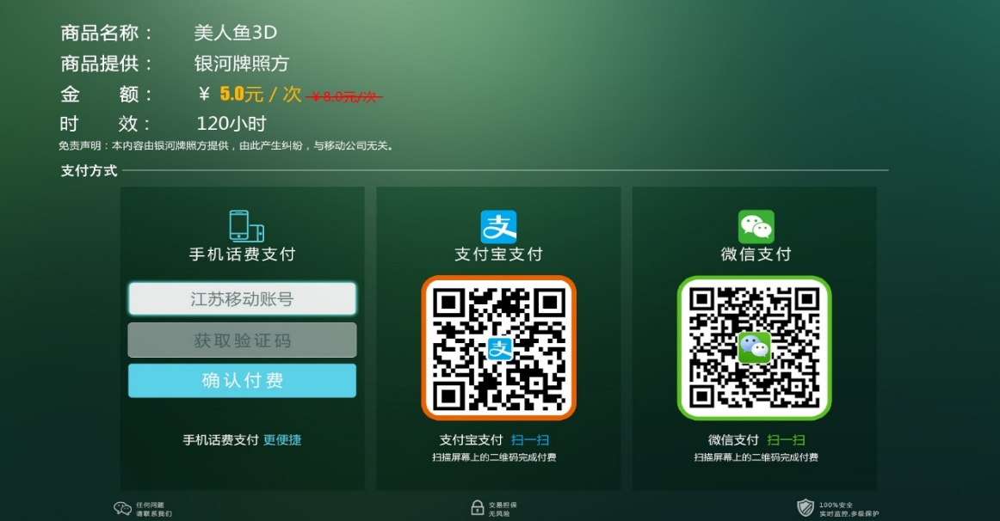 商品名称： 美人鱼3D
商品提供： 银河牌照方
金 额： ￥ 5.0元 / 次 ￥8.0元/次
时 效： 120小时
免责声明：本内容由银河牌照方提供，由此产生纠纷，与移动公司无关。
支付方式
手机话费支付
江苏移动账号
获取验证码
确认付费
手机话费支付 更便捷
支
支付宝支付
支
支付宝支付 扫一扫
扫描屏幕上的二维码完成付费
微信支付
微信支付 扫一扫
扫描屏幕上的二维码完成付费
任何问题
请联系我们
交易担保
无风险
100%安全
实时监控,多级保护